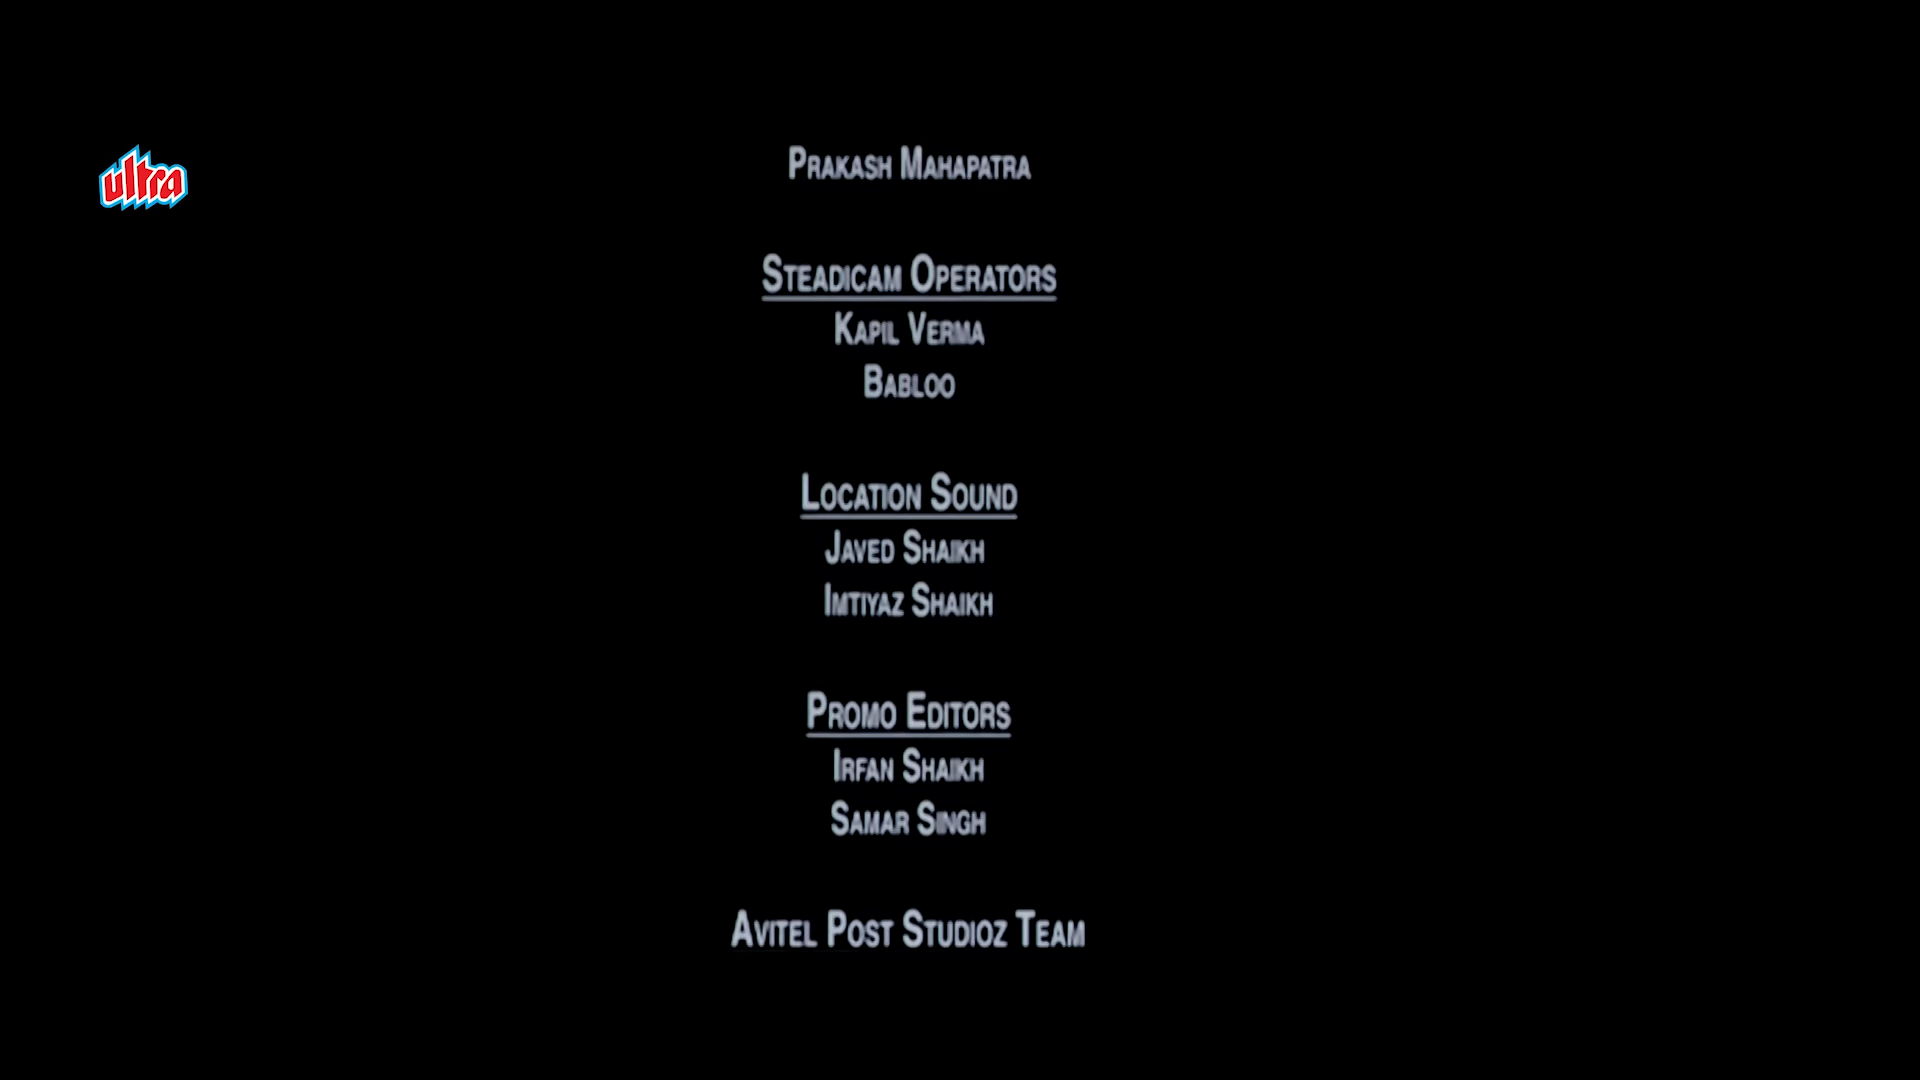 ultra
Prakash Mahapatra
Steadicam Operators
Kapil Verma
Babloo
Location Sound
Javed Shaikh
Imtiyaz Shaikh
Promo Editors
Irfan Shaikh
Samar Singh
Avitel Post Studioz Team